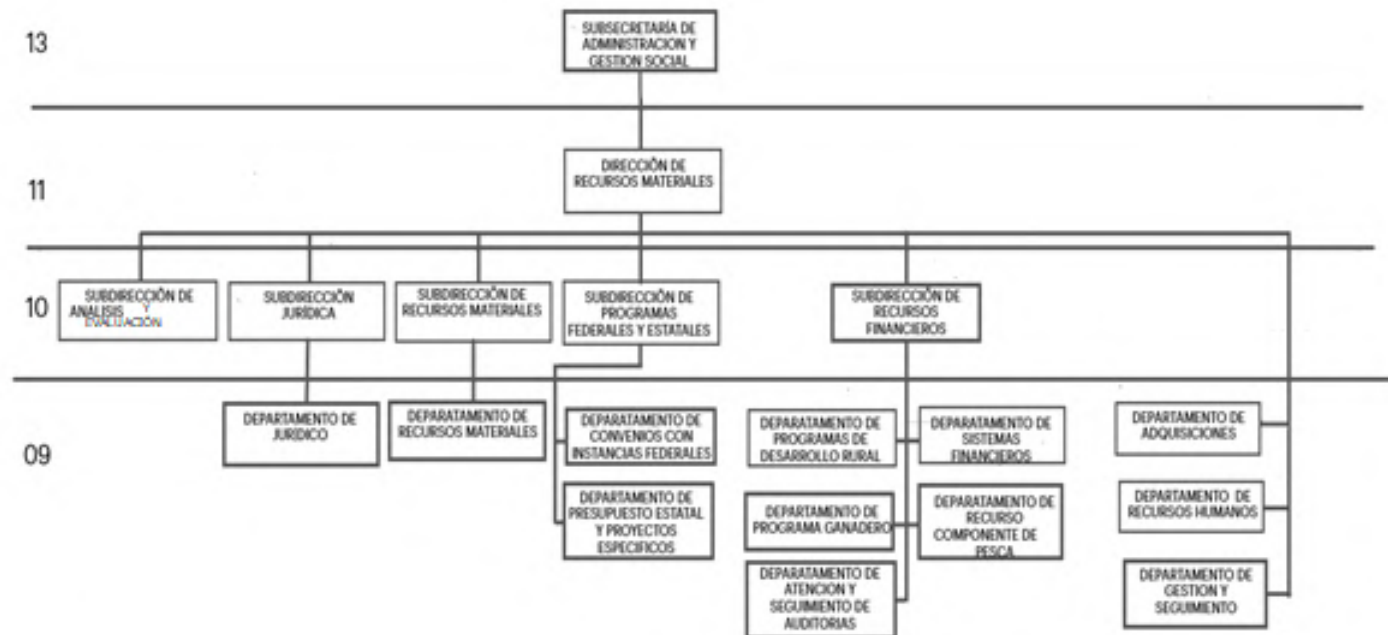 13
SUBSECRETARÍA DE
ADMINISTRACION Y
GESTION SOCIAL
11
DIRECCIÓN DE
RECURSOS MATERIALES
10
SUBDIRECCIÓN DE
ANALISIS Y
EVALUACIÓN
SUBDIRECCIÓN
JURÍDICA
SUBDIRECCIÓN DE
RECURSOS MATERIALES
SUBDIRECCIÓN DE
PROGRAMAS
FEDERALES Y ESTATALES
SUBDIRECCIÓN DE
RECURSOS
FINANCIEROS
09
DEPARTAMENTO DE
JURÍDICO
DEPARATAMENTO DE
RECURSOS MATERIALES
DEPARATAMENTO DE
CONVENIOS CON
INSTANCIAS FEDERALES
DEPARATAMENTO DE
PROGRAMAS DE
DESARROLLO RURAL
DEPARATAMENTO DE
SISTEMAS
FINANCIEROS
DEPARTAMENTO DE
ADQUISICIONES
DEPARTAMENTO DE
PRESUPUESTO ESTATAL
Y PROYECTOS
ESPECIFICOS
DEPARTAMENTO DE
PROGRAMA GANADERO
DEPARATAMENTO DE
RECURSO
COMPONENTE DE
PESCA
DEPARTAMENTO DE
RECURSOS HUMANOS
DEPARATAMENTO DE
ATENCION Y
SEGUIMIENTO DE
AUDITORIAS
DEPARTAMENTO DE
GESTION Y
SEGUIMIENTO